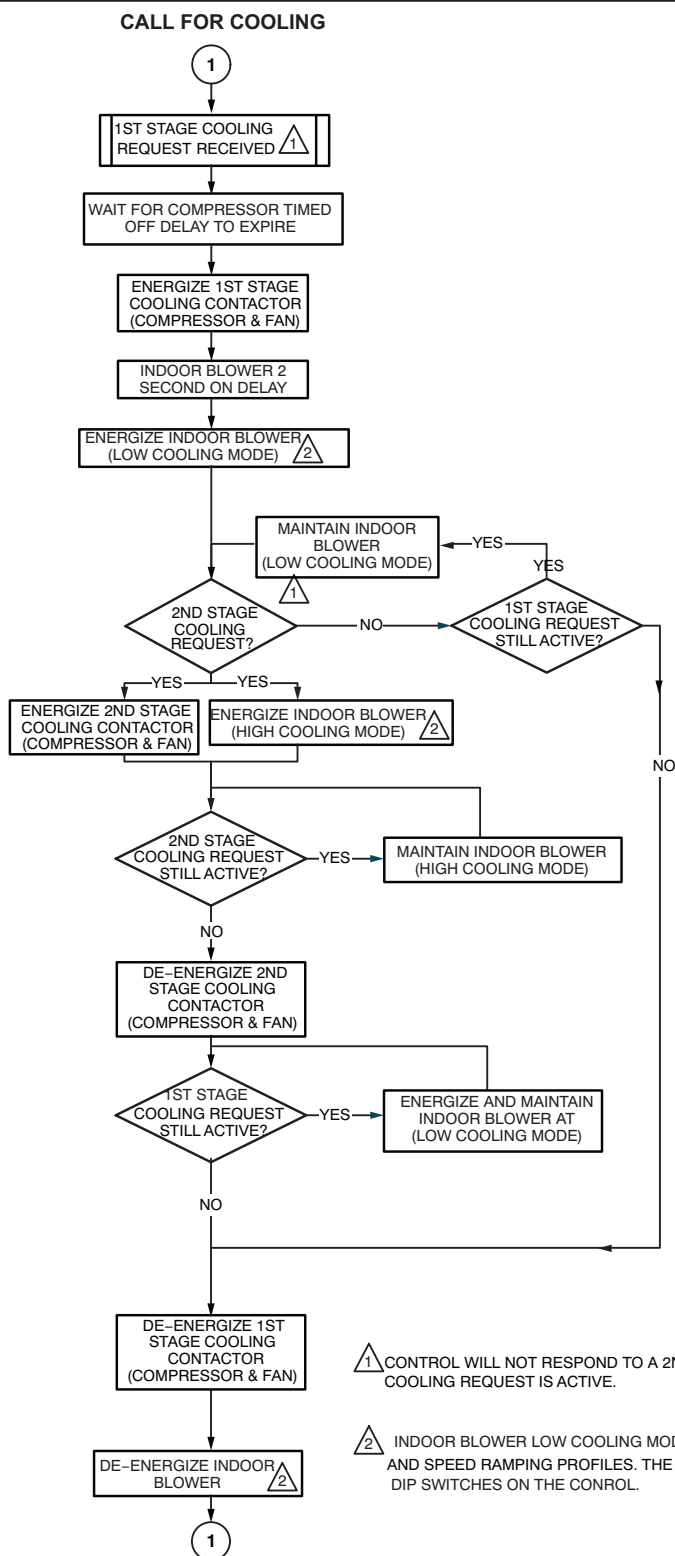 CALL FOR COOLING
1
1ST STAGE COOLING
REQUEST RECEIVED 1
WAIT FOR COMPRESSOR TIMED
OFF DELAY TO EXPIRE
ENERGIZE 1ST STAGE
COOLING CONTACTOR
(COMPRESSOR & FAN)
INDOOR BLOWER 2
SECOND ON DELAY
ENERGIZE INDOOR BLOWER
(LOW COOLING MODE) 2
MAINTAIN INDOOR
BLOWER
(LOW COOLING MODE)
1
YES
YES
2ND STAGE
COOLING
REQUEST?
NO
1ST STAGE
COOLING REQUEST
STILL ACTIVE?
NO
YES
YES
ENERGIZE 2ND STAGE
COOLING CONTACTOR
(COMPRESSOR & FAN)
ENERGIZE INDOOR BLOWER
(HIGH COOLING MODE) 2
2ND STAGE
COOLING REQUEST
STILL ACTIVE?
YES
MAINTAIN INDOOR BLOWER
(HIGH COOLING MODE)
NO
DE-ENERGIZE 2ND
STAGE COOLING
CONTACTOR
(COMPRESSOR & FAN)
1ST STAGE
COOLING REQUEST
STILL ACTIVE?
YES
ENERGIZE AND MAINTAIN
INDOOR BLOWER AT
(LOW COOLING MODE)
NO
DE-ENERGIZE 1ST
STAGE COOLING
CONTACTOR
(COMPRESSOR & FAN)
1 CONTROL WILL NOT RESPOND TO A
COOLING REQUEST IS ACTIVE.
DE-ENERGIZE INDOOR
BLOWER 2
2 INDOOR BLOWER LOW COOLING
AND SPEED RAMPING PROFILES. THE
DIP SWITCHES ON THE CONROL.
1